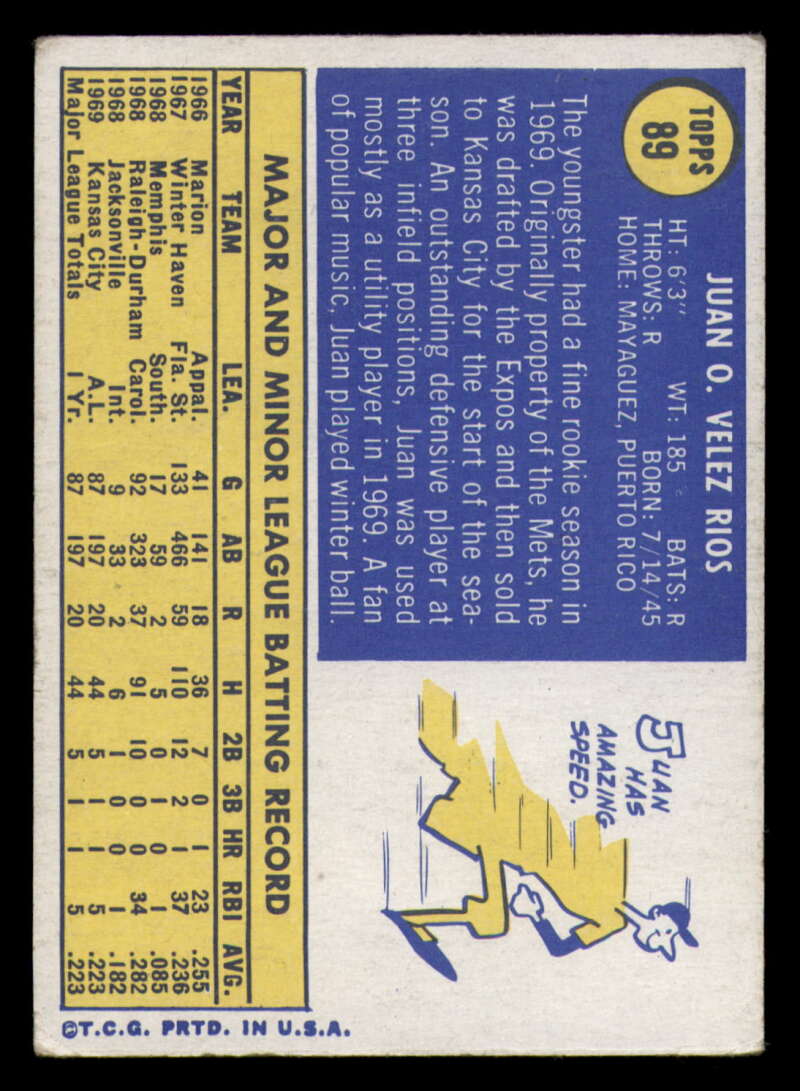 TOPPS
89
JUAN O. VELEZ RIOS
HT: 6'3" WT: 185 BATS: R
THROWS: R BORN: 7/14/45
HOME: MAYAGUEZ, PUERTO RICO
The youngster had a fine rookie season in
1969. Originally property of the Mets, he
was drafted by the Expos and then sold
to Kansas City for the start of the sea-
son. An outstanding defensive player at
three infield positions, Juan was used
mostly as a utility player in 1969. A fan
of popular music, Juan played winter ball.
JUAN
HAS
AMAZING
SPEED.
MAJOR AND MINOR LEAGUE BATTING RECORD
YEAR TEAM LEA. G AB R H 2B 3B HR RBI AVG.
1966 Marion Appal. 41 141 18 36 7 0 1 23 .255
1967 Winter Haven Fla. St. 133 466 59 110 12 2 1 37 .236
1968 Memphis South. 17 59 2 5 0 1 0 1 .085
1968 Raleigh-Durham Carol. 92 323 37 91 10 0 0 34 .282
1968 Jacksonville Int. 9 33 2 6 1 0 0 1 .182
1969 Kansas City A.L. 87 197 20 44 5 1 1 5 .223
Major League Totals 1 Yr. 87 197 20 44 5 1 1 5 .223
©T.C.G. PRTD. IN U.S.A.